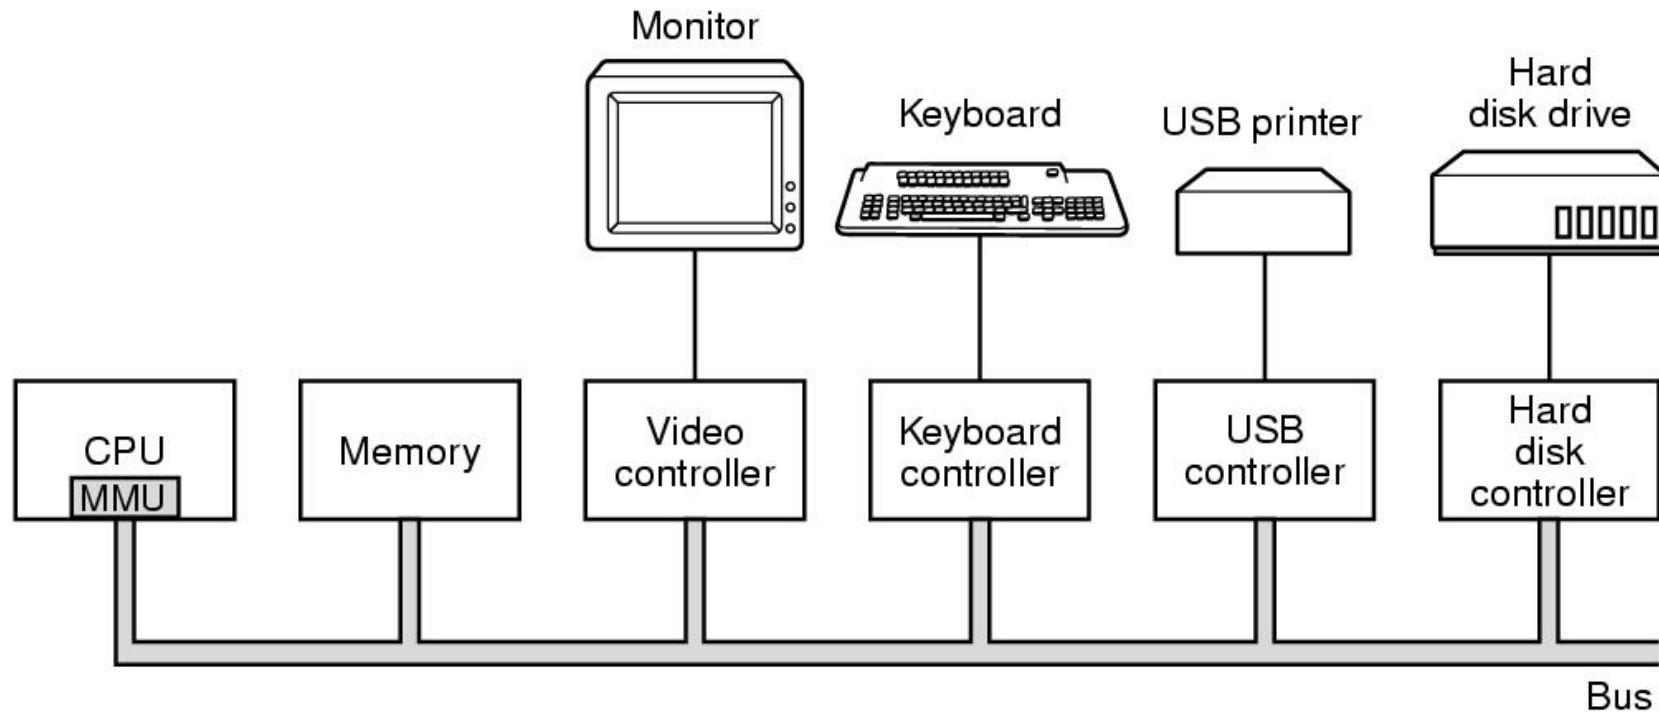 Monitor
Keyboard
USB printer
Hard
disk drive
CPU
MMU
Memory
Video
controller
Keyboard
controller
USB
controller
Hard
disk
controller
Bus